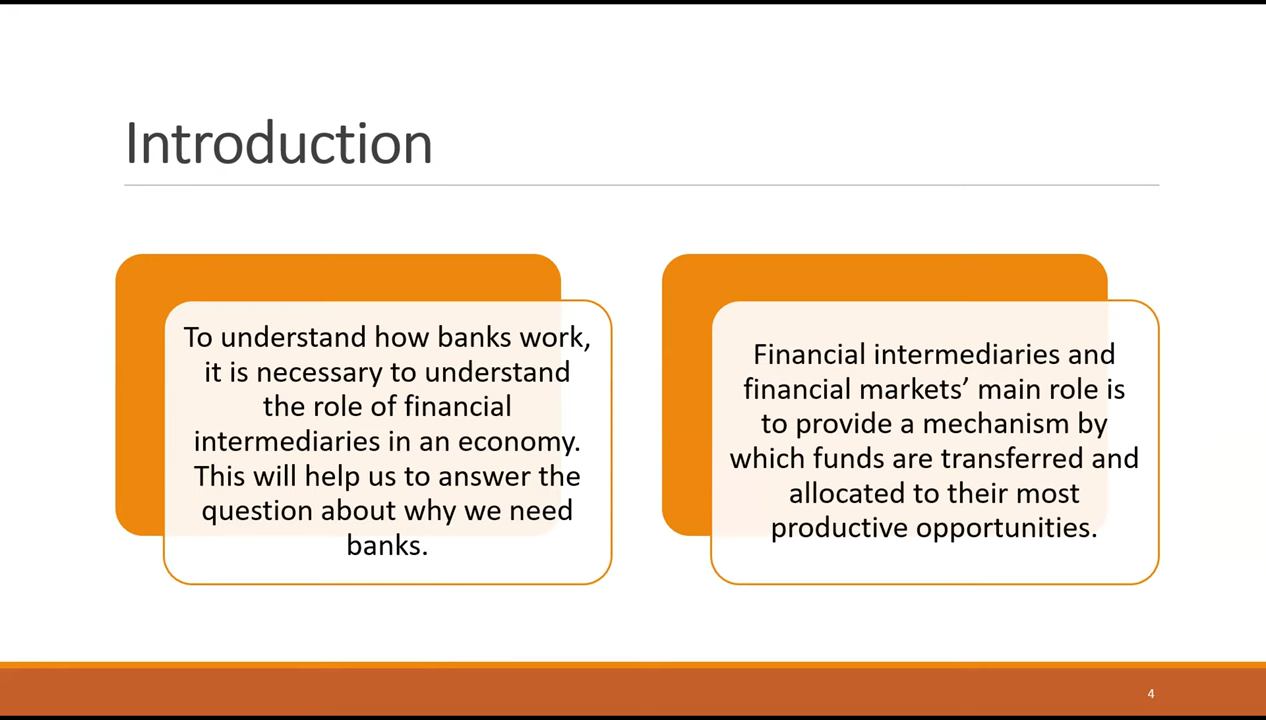 Introduction
To understand how banks work,
it is necessary to understand
the role of financial
intermediaries in an economy.
This will help us to answer the
question about why we need
banks.
Financial intermediaries and
financial markets’ main role is
to provide a mechanism by
which funds are transferred and
allocated to their most
productive opportunities.
4